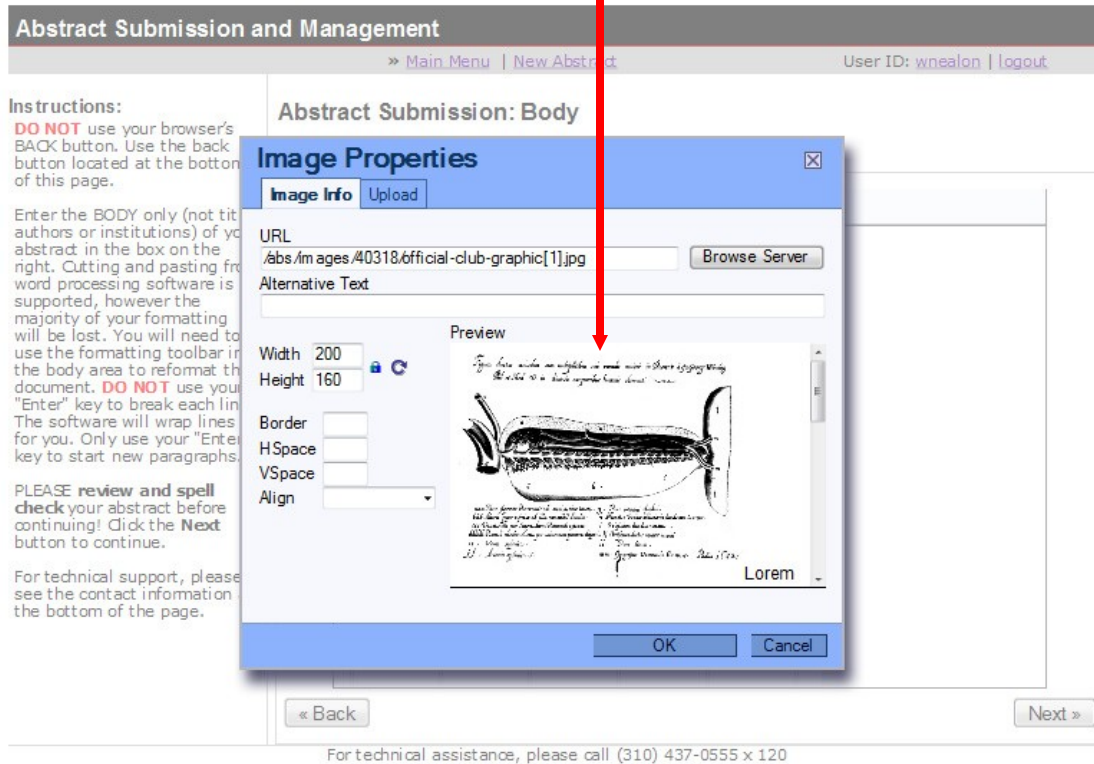 Abstract Submission and Management
» Main Menu | New Abstract
User ID: wnealon | logout
Instructions:
DO NOT use your browser's
BACK button. Use the back
button located at the bottom
of this page.
Enter the BODY only (not tit
authors or institutions) of yo
abstract in the box on the
right. Cutting and pasting fro
word processing software is
supported, however the
majority of your formatting
will be lost. You will need to
use the formatting toolbar in
the body area to reformat th
document. DO NOT use your
"Enter" key to break each lin
The software will wrap lines
for you. Only use your "Enter
key to start new paragraphs.
PLEASE review and spell
check your abstract before
continuing! Click the Next
button to continue.
For technical support, please
see the contact information
the bottom of the page.
Abstract Submission: Body
Image Properties
Image Info Upload
URL
/abs/images/40318/official-club-graphic[1].jpg Browse Server
Alternative Text
Width 200
Height 160
Border
HSpace
VSpace
Align
Preview
Lorem
OK Cancel
« Back Next »
For technical assistance, please call (310) 437-0555 x 120